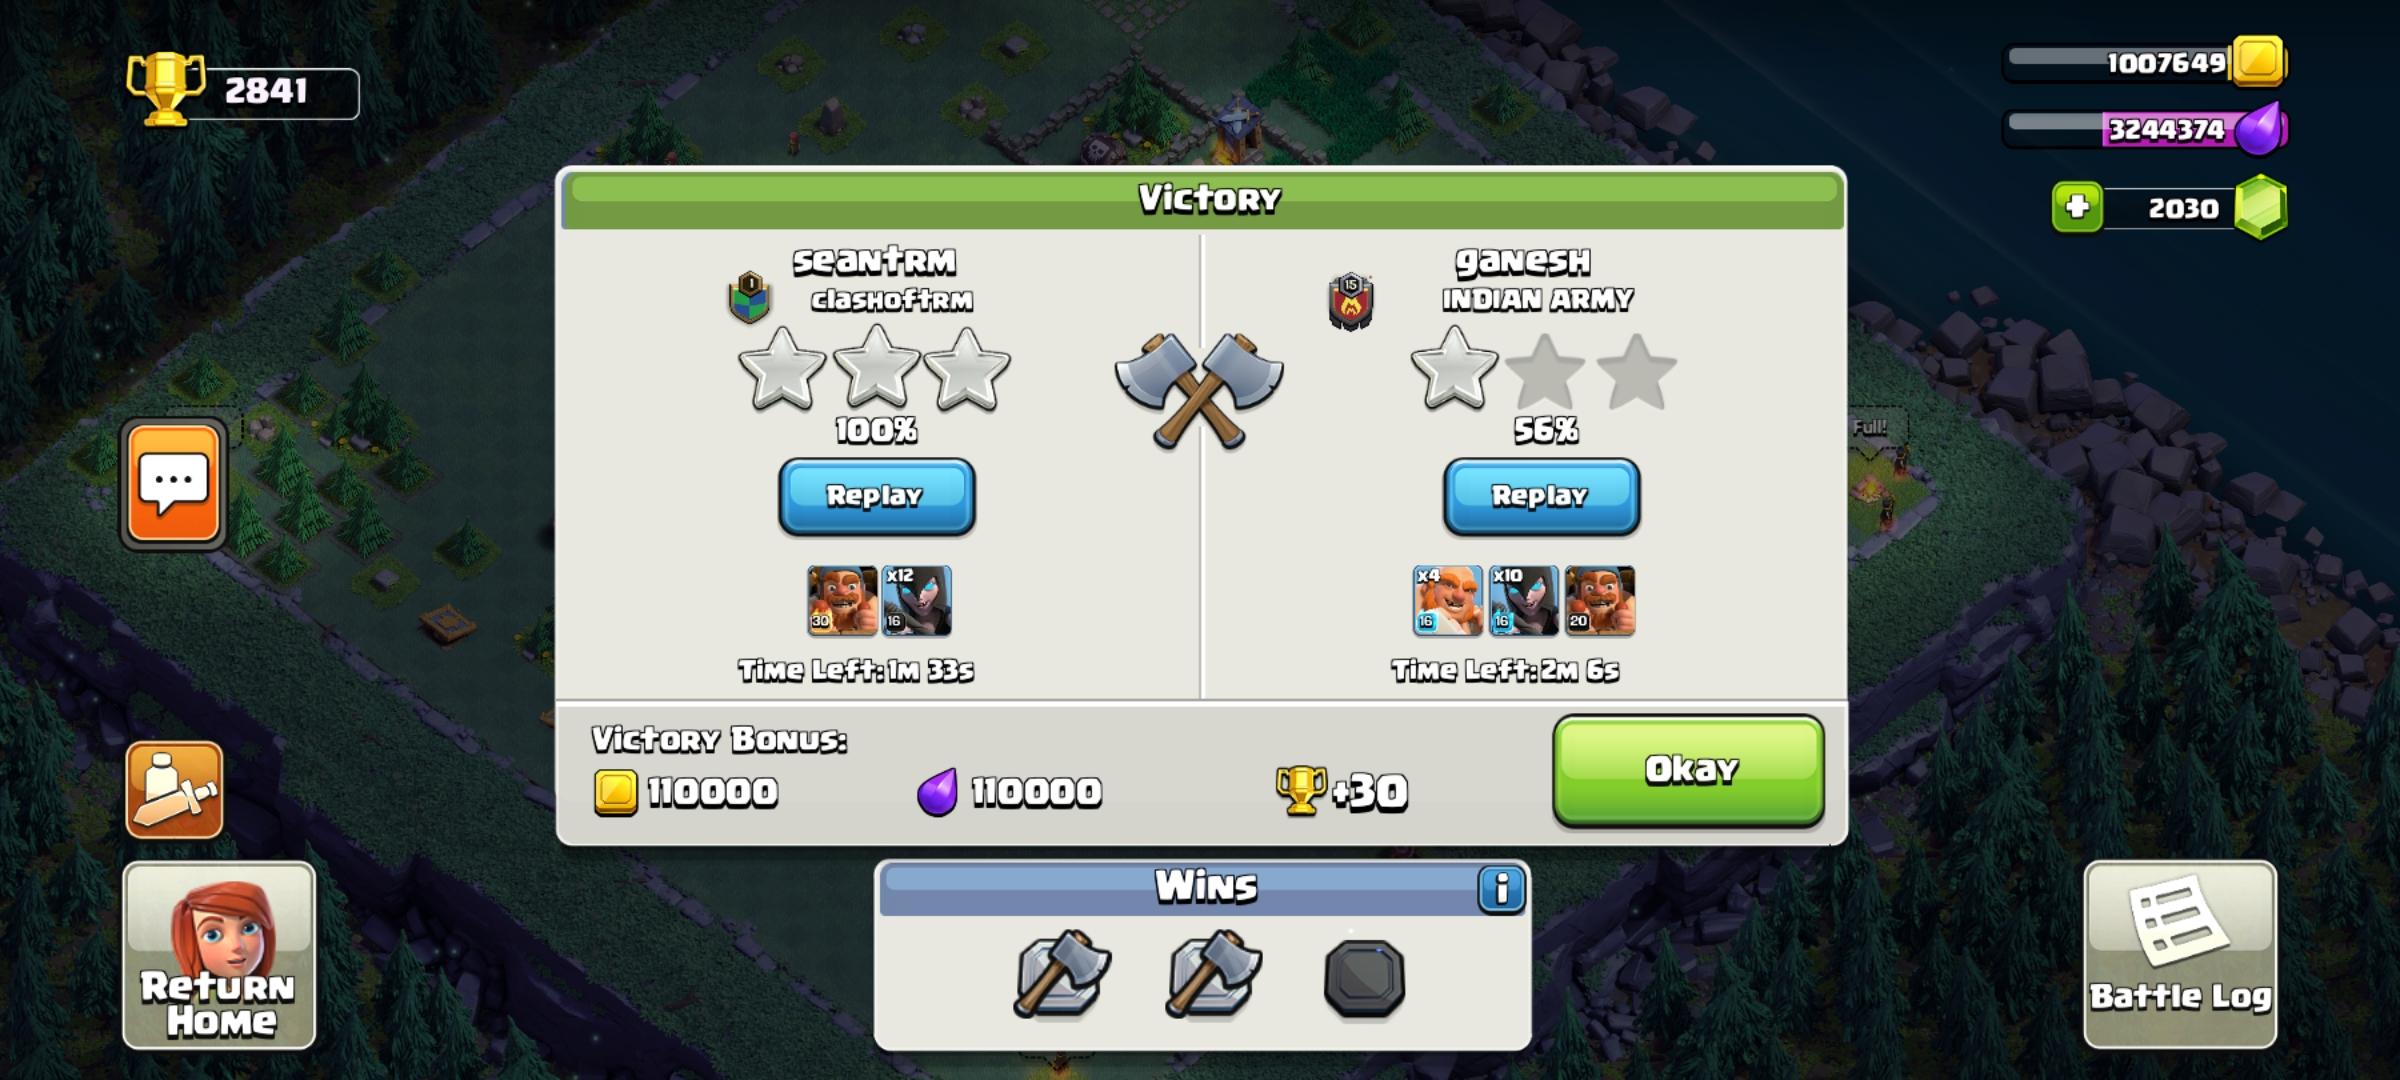 2841
1007649
3244374
2030
Victory
seantrm
clashoftrm
1
100%
Replay
30
x12
16
Time Left:1m 33s
ganesh
INDIAN ARMY
15
56%
Replay
x4
16
x10
16
20
Time Left:2m 6s
Full!
Victory Bonus:
110000
110000
+30
Okay
Wins
i
Return
Home
Battle Log